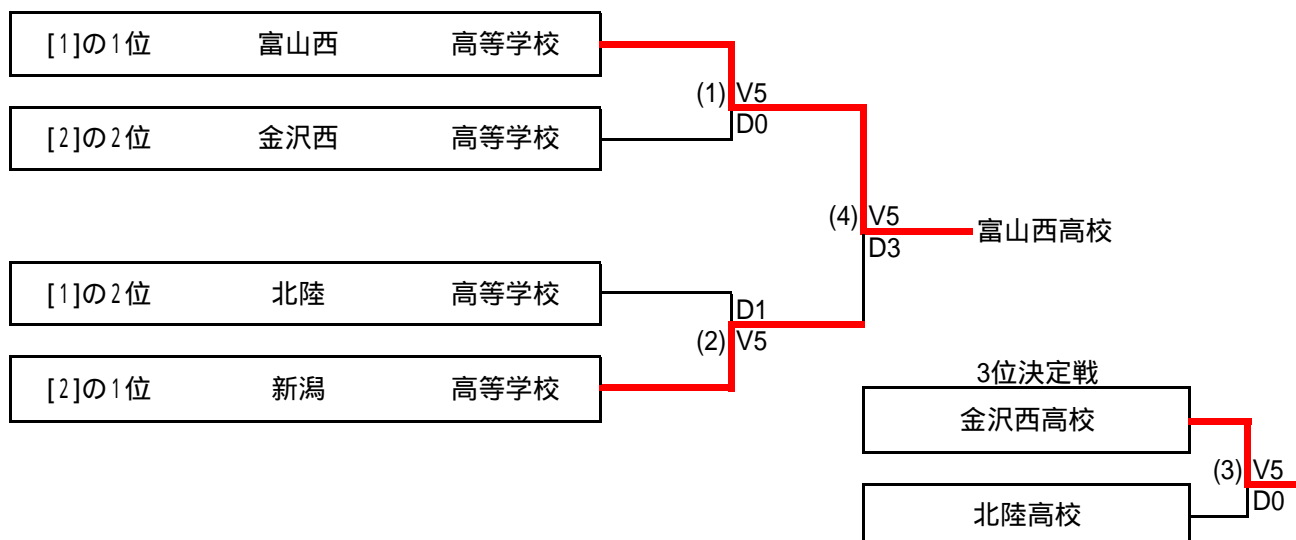 [1]の1位 富山西 高等学校
(1) V5
D0
[2]の2位 金沢西 高等学校
(4) V5
D3
富山西高校
[1]の2位 北陸 高等学校
D1
(2) V5
[2]の1位 新潟 高等学校
3位決定戦
金沢西高校
(3) V5
D0
北陸高校